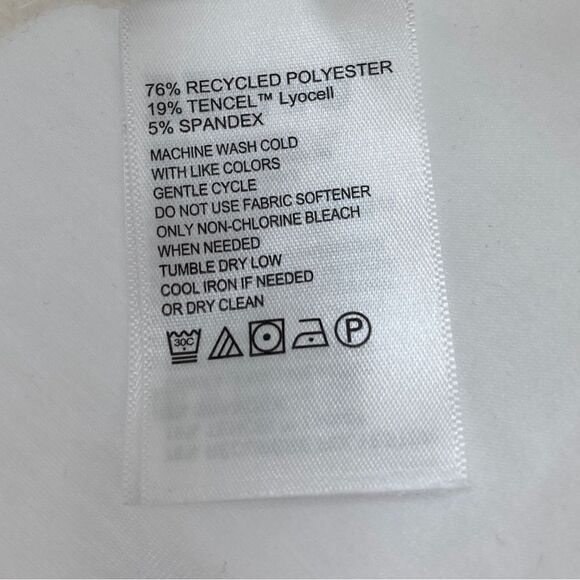 76% RECYCLED POLYESTER
19% TENCEL™ Lyocell
5% SPANDEX
MACHINE WASH COLD
WITH LIKE COLORS
GENTLE CYCLE
DO NOT USE FABRIC SOFTENER
ONLY NON-CHLORINE BLEACH
WHEN NEEDED
TUMBLE DRY LOW
COOL IRON IF NEEDED
OR DRY CLEAN
30C P